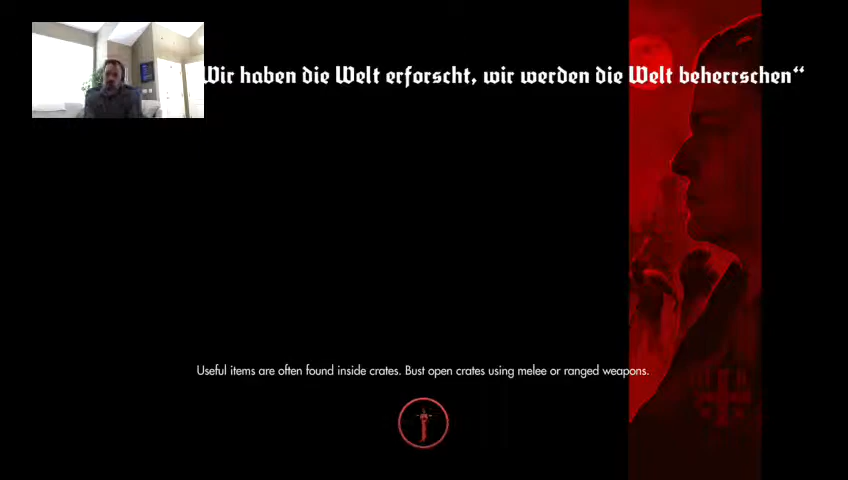 Wir haben die Welt erforscht, wir werden die Welt beherrschen“
Useful items are often found inside crates. Bust open crates using melee or ranged weapons.